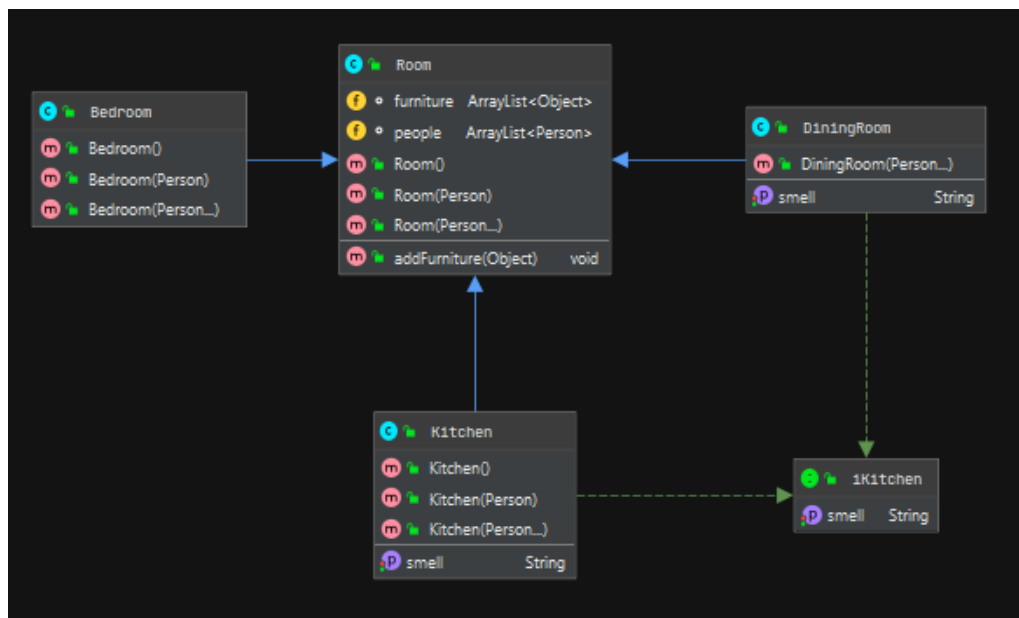 Room
furniture ArrayList<Object>
people ArrayList<Person>
Room()
Room(Person)
Room(Person...)
addFurniture(Object) void
Bedroom
Bedroom()
Bedroom(Person)
Bedroom(Person...)
DiningRoom
DiningRoom(Person...)
smell String
Kitchen
Kitchen()
Kitchen(Person)
Kitchen(Person...)
smell String
iKitchen
smell String